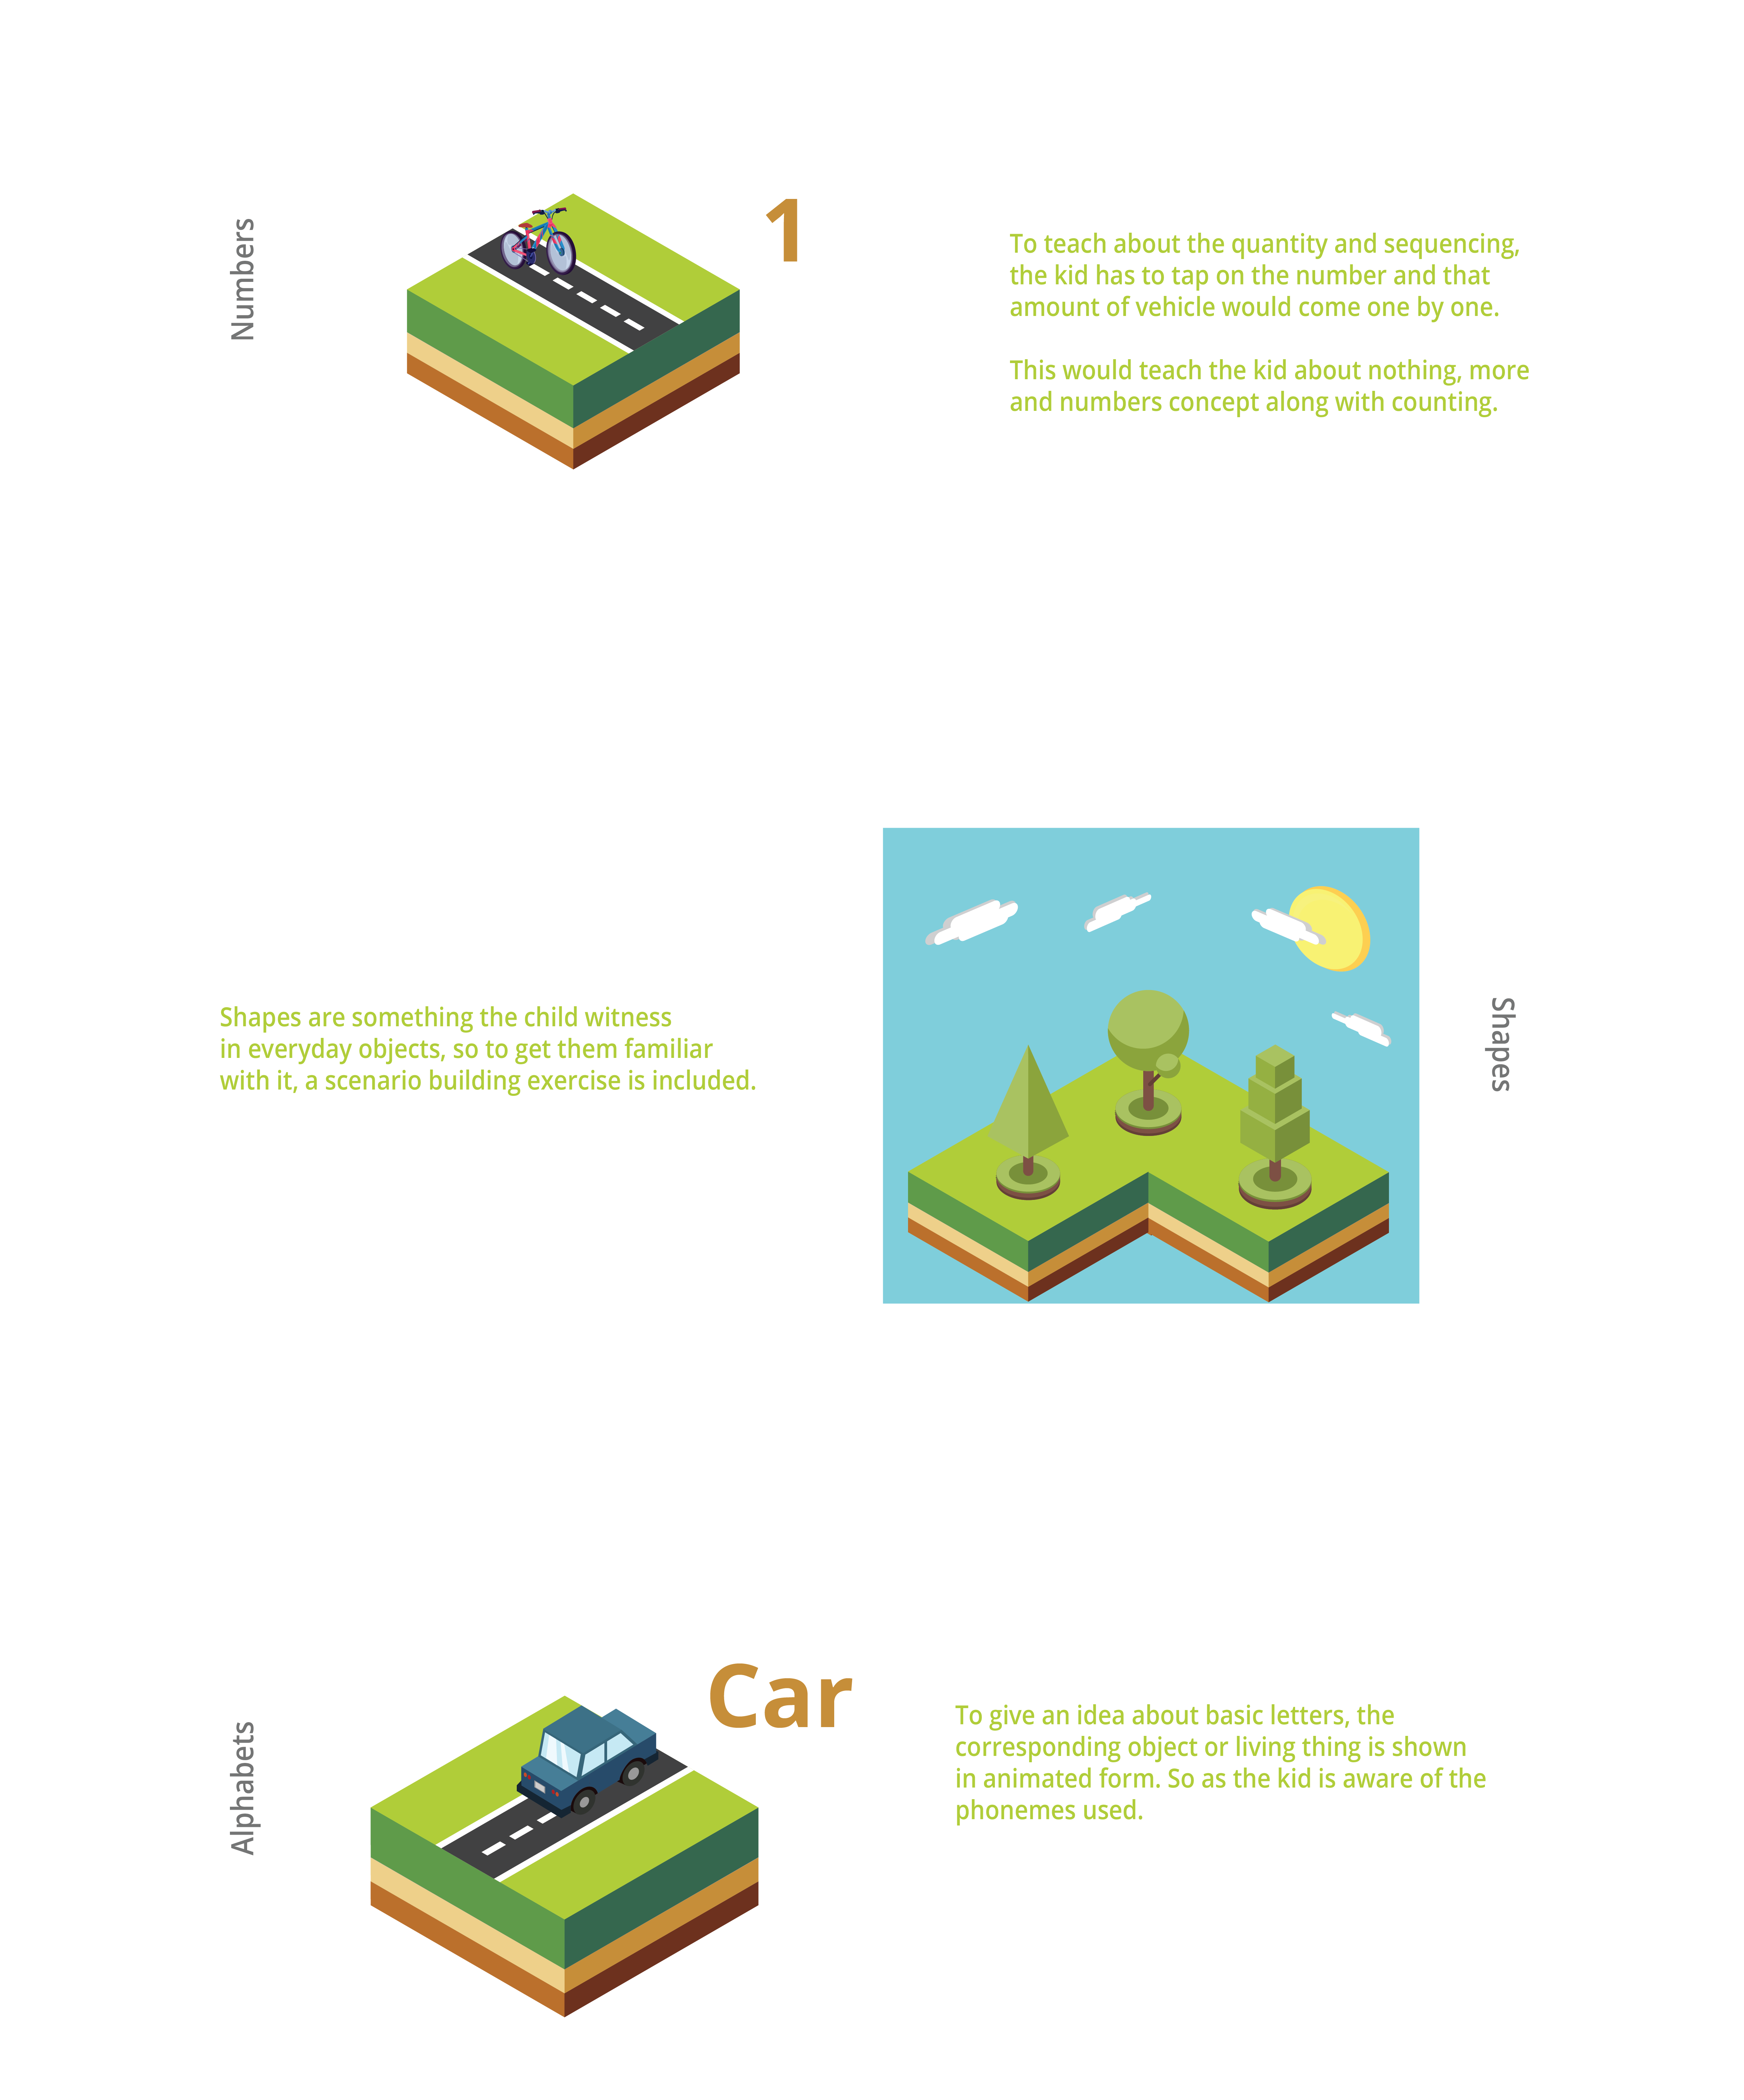 Numbers
1
To teach about the quantity and sequencing,
the kid has to tap on the number and that
amount of vehicle would come one by one.
This would teach the kid about nothing, more
and numbers concept along with counting.
Shapes are something the child witness
in everyday objects, so to get them familiar
with it, a scenario building exercise is included.
Shapes
Alphabets
Car
To give an idea about basic letters, the
corresponding object or living thing is shown
in animated form. So as the kid is aware of the
phonemes used.